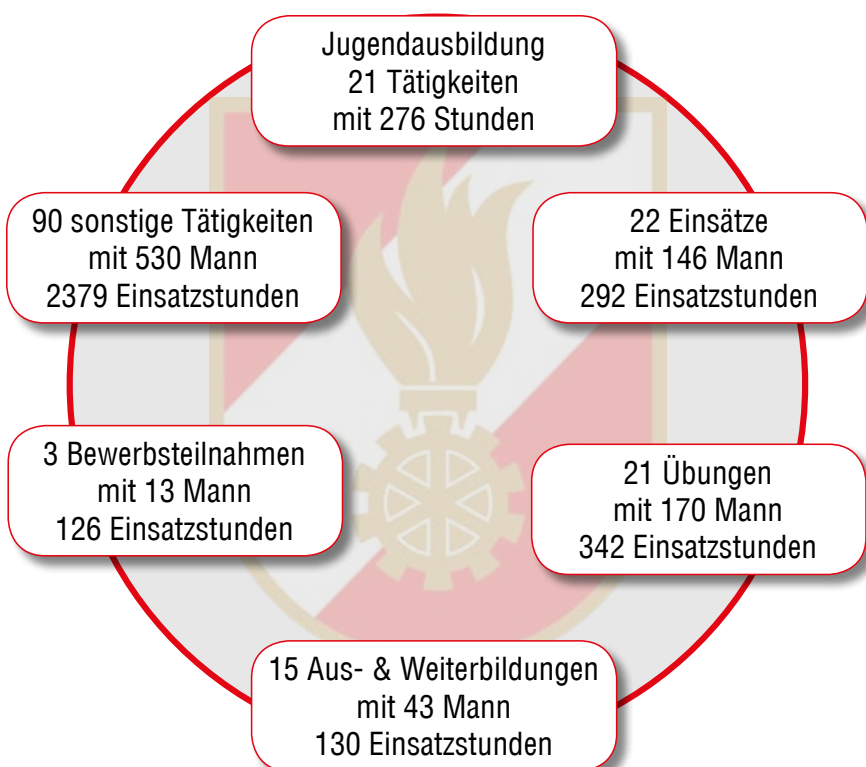 Jugendausbildung
21 Tätigkeiten
mit 276 Stunden
90 sonstige Tätigkeiten
mit 530 Mann
2379 Einsatzstunden
22 Einsätze
mit 146 Mann
292 Einsatzstunden
3 Bewerbsteilnahmen
mit 13 Mann
126 Einsatzstunden
21 Übungen
mit 170 Mann
342 Einsatzstunden
15 Aus- & Weiterbildungen
mit 43 Mann
130 Einsatzstunden